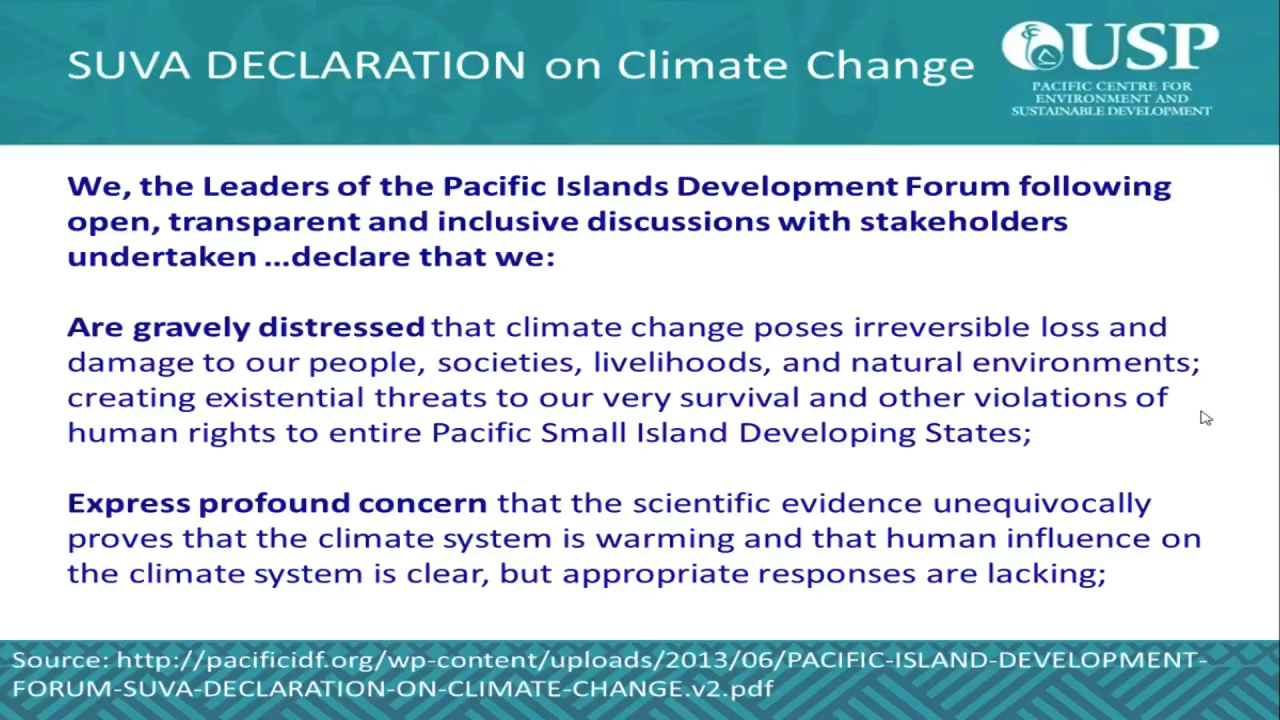 SUVA DECLARATION on Climate Change
USP
PACIFIC CENTRE FOR
ENVIRONMENT AND
SUSTAINABLE DEVELOPMENT
We, the Leaders of the Pacific Islands Development Forum following
open, transparent and inclusive discussions with stakeholders
undertaken ...declare that we:
Are gravely distressed that climate change poses irreversible loss and
damage to our people, societies, livelihoods, and natural environments;
creating existential threats to our very survival and other violations of
human rights to entire Pacific Small Island Developing States;
Express profound concern that the scientific evidence unequivocally
proves that the climate system is warming and that human influence on
the climate system is clear, but appropriate responses are lacking;
Source: http://pacificidf.org/wp-content/uploads/2013/06/PACIFIC-ISLAND-DEVELOPMENT-
FORUM-SUVA-DECLARATION-ON-CLIMATE-CHANGE.v2.pdf